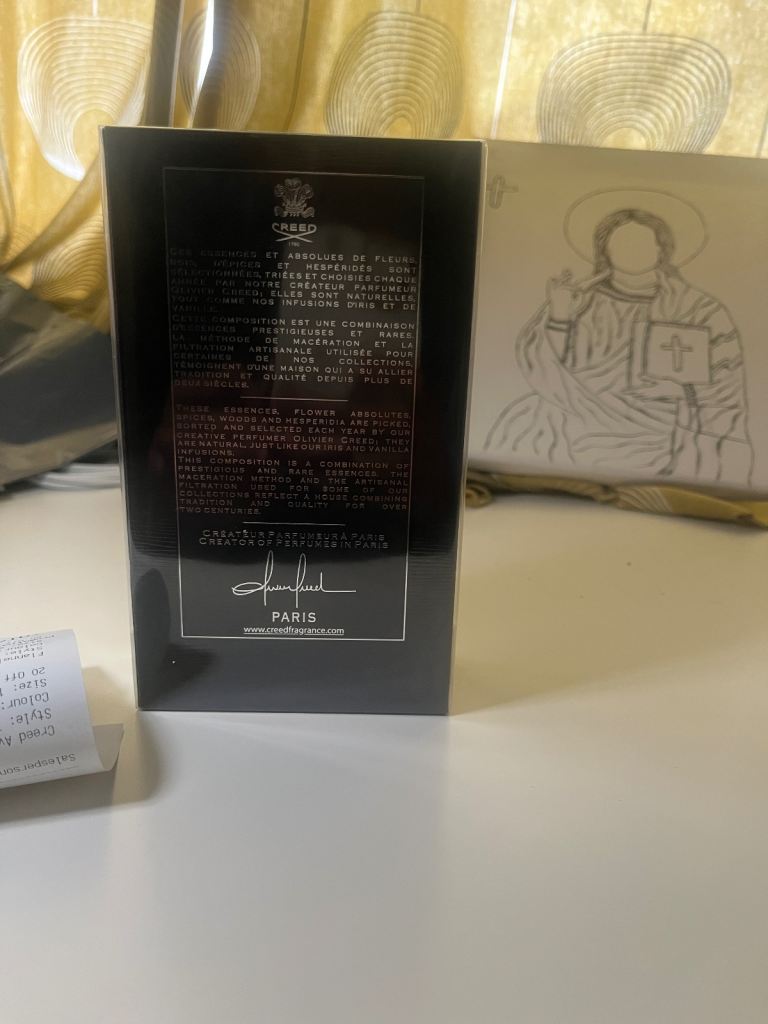 CREED
1760
CES ESSENCES ET ABSOLUES DE FLEURS,
BOIS, D'ÉPICES ET HESPÉRIDÉS SONT
SÉLECTIONNÉES, TRIÉES ET CHOISIES CHAQUE
ANNÉE PAR NOTRE CRÉATEUR PARFUMEUR
OLIVIER CREED; ELLES SONT NATURELLES,
TOUT COMME NOS INFUSIONS D'IRIS ET DE
VANILLE.
CETTE COMPOSITION EST UNE COMBINAISON
D'ESSENCES PRESTIGIEUSES ET RARES.
LA MÉTHODE DE MACÉRATION ET LA
FILTRATION ARTISANALE UTILISÉE POUR
CERTAINES DE NOS COLLECTIONS,
TÉMOIGNENT D'UNE MAISON QUI A SU ALLIER
TRADITION ET QUALITÉ DEPUIS PLUS DE
DEUX SIÈCLES.
THESE ESSENCES, FLOWER ABSOLUTES,
SPICES, WOODS AND HESPERIDIA ARE PICKED,
SORTED AND SELECTED EACH YEAR BY OUR
CREATIVE PERFUMER OLIVIER CREED; THEY
ARE NATURAL, JUST LIKE OUR IRIS AND VANILLA
INFUSIONS.
THIS COMPOSITION IS A COMBINATION OF
PRESTIGIOUS AND RARE ESSENCES. THE
MACERATION METHOD AND THE ARTISANAL
FILTRATION USED FOR SOME OF OUR
COLLECTIONS REFLECT A HOUSE COMBINING
TRADITION AND QUALITY FOR OVER
TWO CENTURIES.
CRÉATEUR PARFUMEUR À PARIS
CREATOR OF PERFUMES IN PARIS
PARIS
www.creedfragrance.com
Salesperson
Creed Av
Style:
Colour:
Size:
20 Off
Flannel
Style: